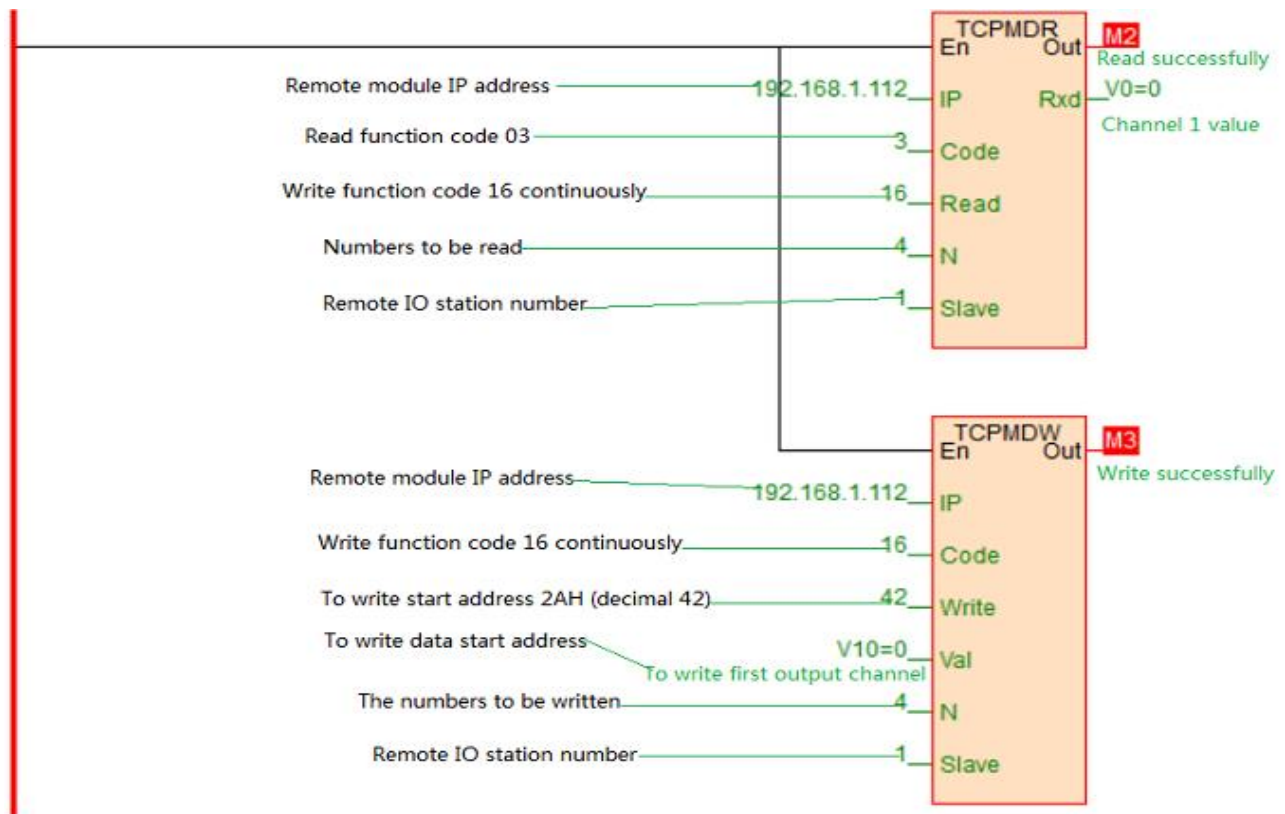 TCPMDR
En Out M2
Read successfully
Remote module IP address 192.168.1.112 IP Rxd V0=0
Channel 1 value
Read function code 03 3 Code
Write function code 16 continuously 16 Read
Numbers to be read 4 N
Remote IO station number 1 Slave
TCPMDW
En Out M3
Write successfully
Remote module IP address 192.168.1.112 IP
Write function code 16 continuously 16 Code
To write start address 2AH (decimal 42) 42 Write
To write data start address V10=0 Val
To write first output channel
The numbers to be written 4 N
Remote IO station number 1 Slave